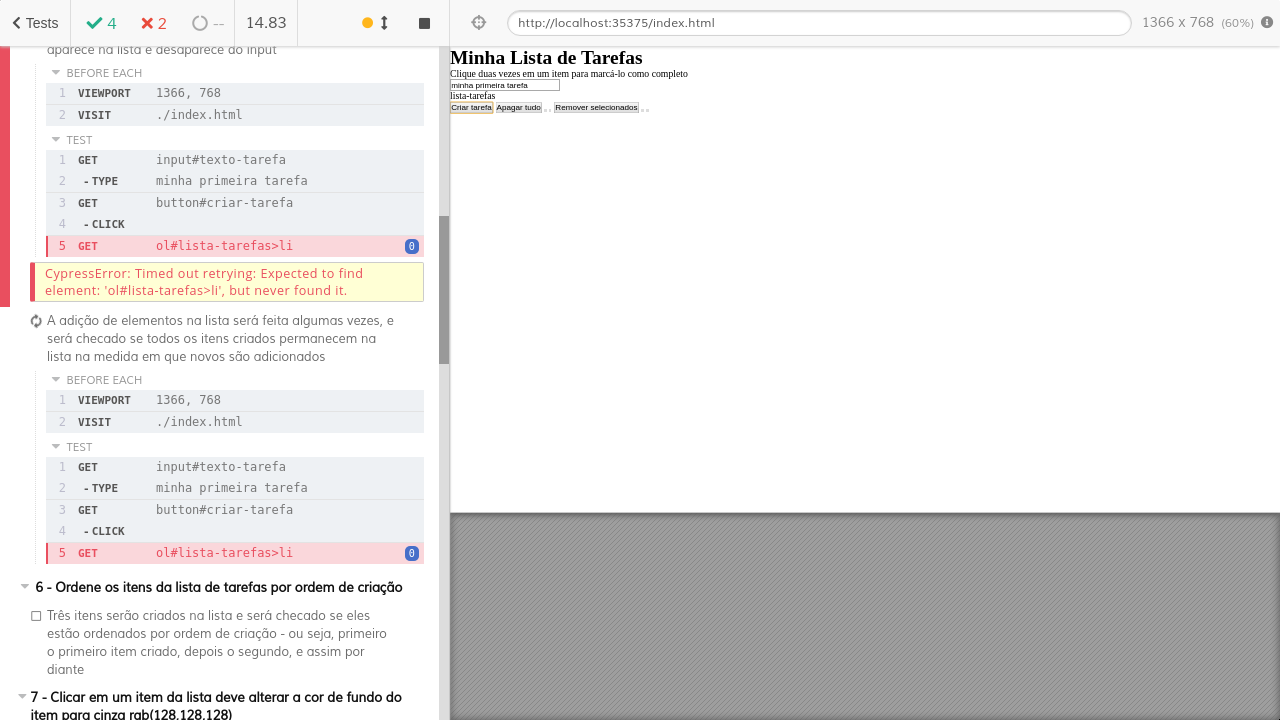 Tests
4
2
--
14.83
http://localhost:35375/index.html
1366 x 768 (60%)
aparece na lista e desaparece do input
BEFORE EACH
1 VIEWPORT 1366, 768
2 VISIT ./index.html
TEST
1 GET input#texto-tarefa
2 - TYPE minha primeira tarefa
3 GET button#criar-tarefa
4 - CLICK
5 GET ol#lista-tarefas>li 0
CypressError: Timed out retrying: Expected to find
element: 'ol#lista-tarefas>li', but never found it.
A adição de elementos na lista será feita algumas vezes, e
será checado se todos os itens criados permanecem na
lista na medida em que novos são adicionados
BEFORE EACH
1 VIEWPORT 1366, 768
2 VISIT ./index.html
TEST
1 GET input#texto-tarefa
2 - TYPE minha primeira tarefa
3 GET button#criar-tarefa
4 - CLICK
5 GET ol#lista-tarefas>li 0
6 - Ordene os itens da lista de tarefas por ordem de criação
Três itens serão criados na lista e será checado se eles
estão ordenados por ordem de criação - ou seja, primeiro
o primeiro item criado, depois o segundo, e assim por
diante
7 - Clicar em um item da lista deve alterar a cor de fundo do
item para cinza rgb(128,128,128)
Minha Lista de Tarefas
Clique duas vezes em um item para marcá-lo como completo
minha primeira tarefa
lista-tarefas
Criar tarefa Apagar tudo Remover selecionados